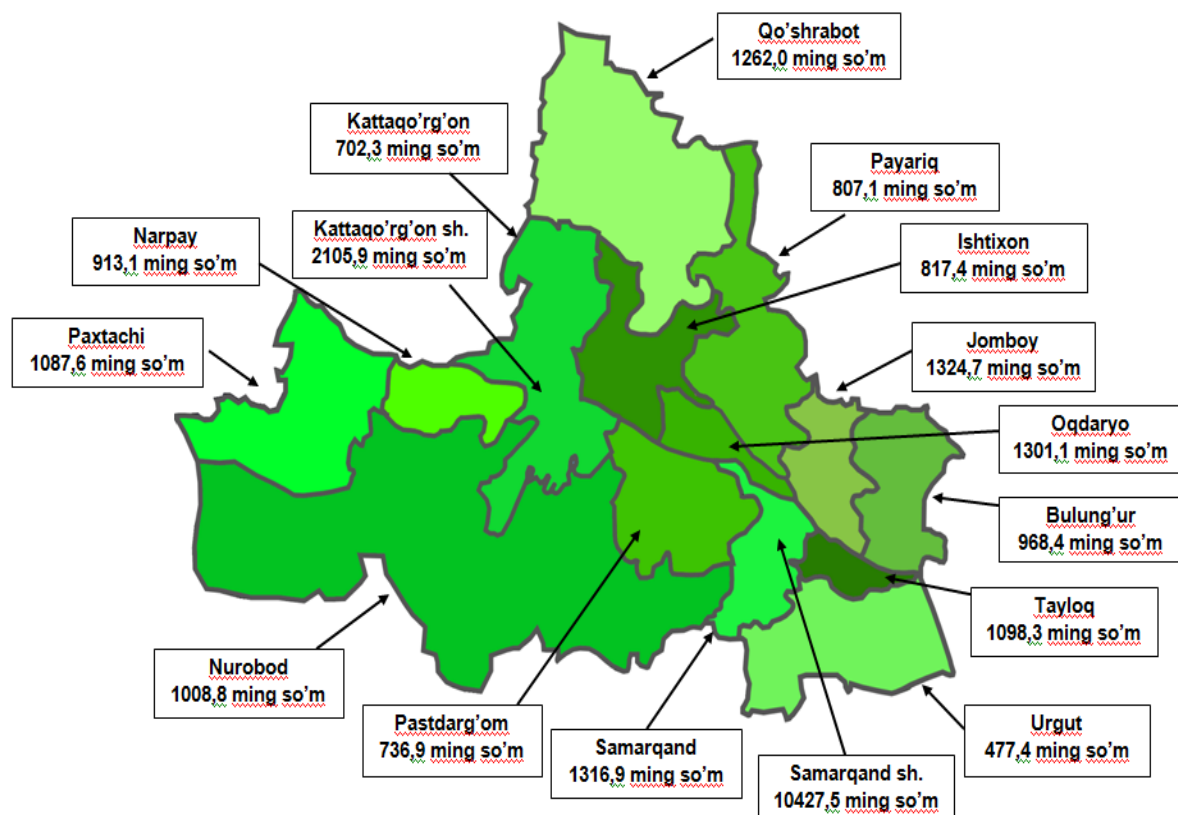 Qo’shrabot
1262,0 ming so’m
Kattaqo’rg’on
702,3 ming so’m
Payariq
807,1 ming so’m
Narpay
913,1 ming so’m
Kattaqo’rg’on sh.
2105,9 ming so’m
Ishtixon
817,4 ming so’m
Paxtachi
1087,6 ming so’m
Jomboy
1324,7 ming so’m
Oqdaryo
1301,1 ming so’m
Bulung’ur
968,4 ming so’m
Tayloq
1098,3 ming so’m
Nurobod
1008,8 ming so’m
Pastdarg’om
736,9 ming so’m
Samarqand
1316,9 ming so’m
Samarqand sh.
10427,5 ming so’m
Urgut
477,4 ming so’m